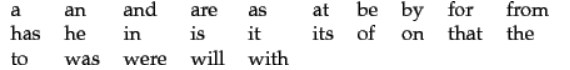 a an and are as at be by for from
has he in is it its of on that the
to was were will with